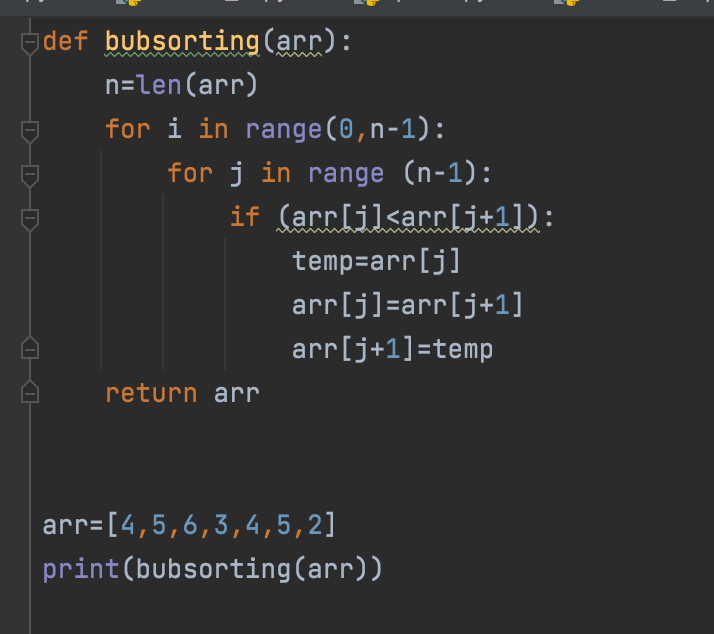 def bubsorting(arr):
    n=len(arr)
    for i in range(0,n-1):
        for j in range (n-1):
            if (arr[j]<arr[j+1]):
                temp=arr[j]
                arr[j]=arr[j+1]
                arr[j+1]=temp
    return arr
arr=[4,5,6,3,4,5,2]
print(bubsorting(arr))